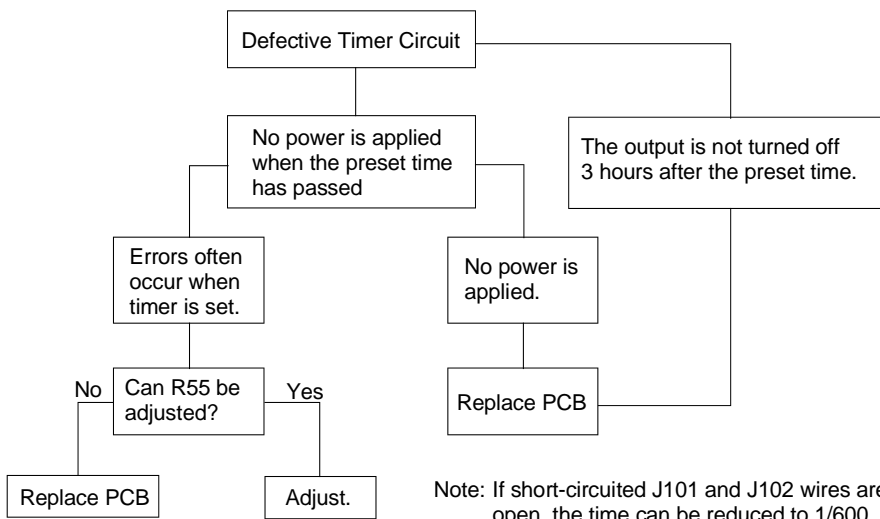 Defective Timer Circuit
No power is applied
when the preset time
has passed
The output is not turned off
3 hours after the preset time.
Errors often
occur when
timer is set.
No power is
applied.
No
Can R55 be
adjusted?
Yes
Replace PCB
Replace PCB
Adjust.
Note: If short-circuited J101 and J102 wires are
open, the time can be reduced to 1/600